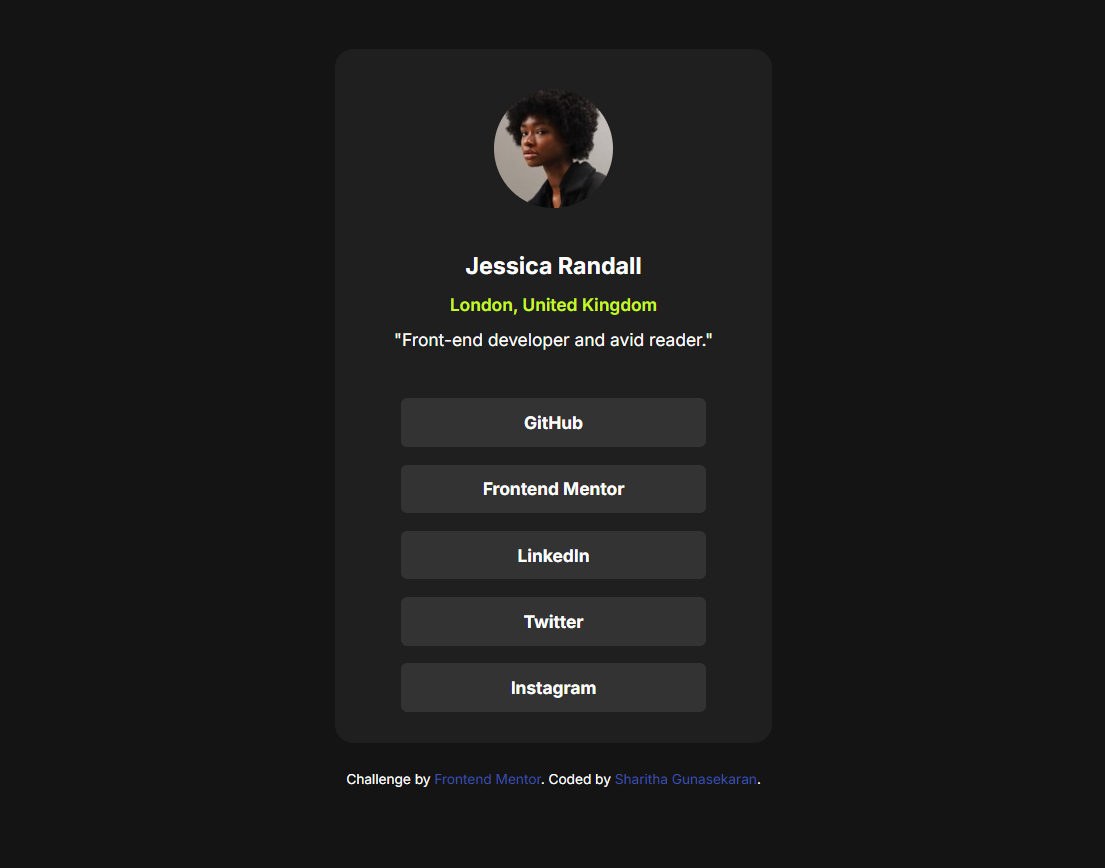 Jessica Randall
London, United Kingdom
"Front-end developer and avid reader."
GitHub
Frontend Mentor
LinkedIn
Twitter
Instagram
Challenge by Frontend Mentor. Coded by Sharitha Gunasekaran.